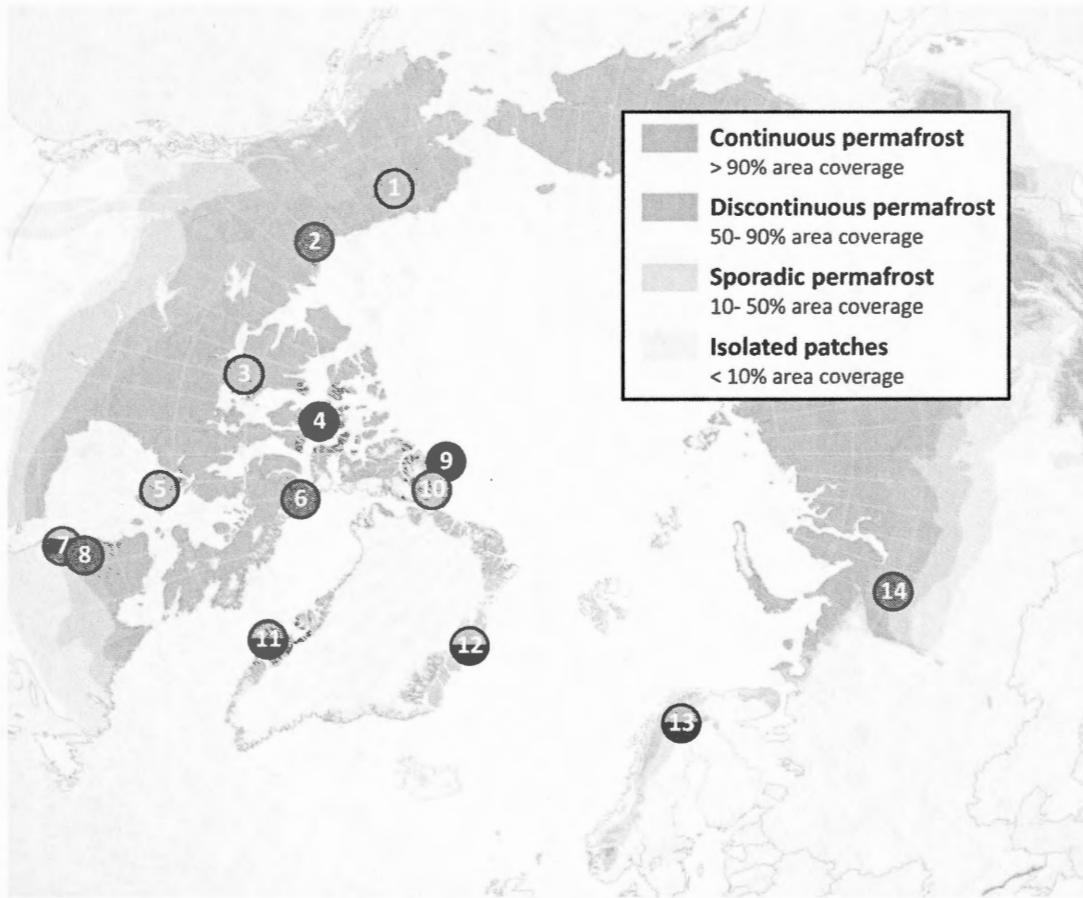 Continuous permafrost
> 90% area coverage
Discontinuous permafrost
50- 90% area coverage
Sporadic permafrost
10- 50% area coverage
Isolated patches
< 10% area coverage
1
2
3
4
9
5
6
10
7
8
14
11
12
13